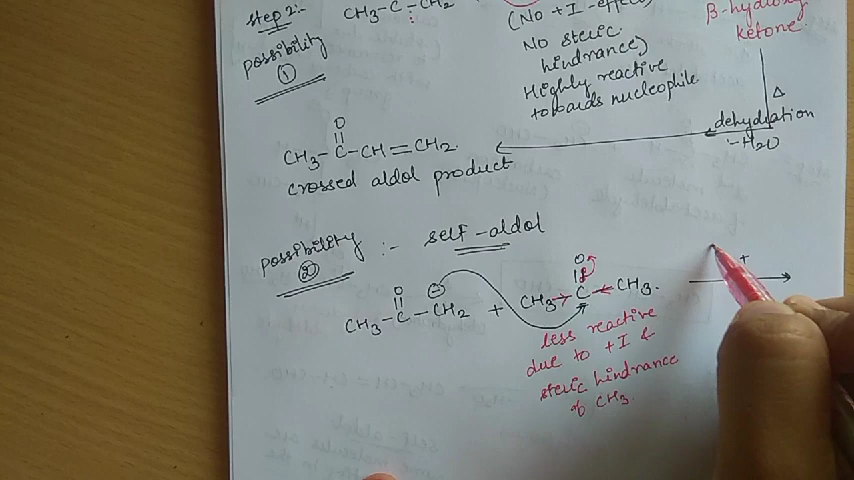 Step 2:-
CH₃-C-
(No +I-effect)
β-hydroxy
ketone.
possibility
①
No steric
hindrance)
Highly reactive
towards nucleophile
Δ
dehydration
-H₂O
O
CH₃-C-CH=CH₂.
crossed aldol product
possibility
②
:- self-aldol
O
⊖
O
CH₃-C-CH₂ + CH₃→C←CH₃.
+
less reactive
due to +I &
steric hindrance
of CH₃.